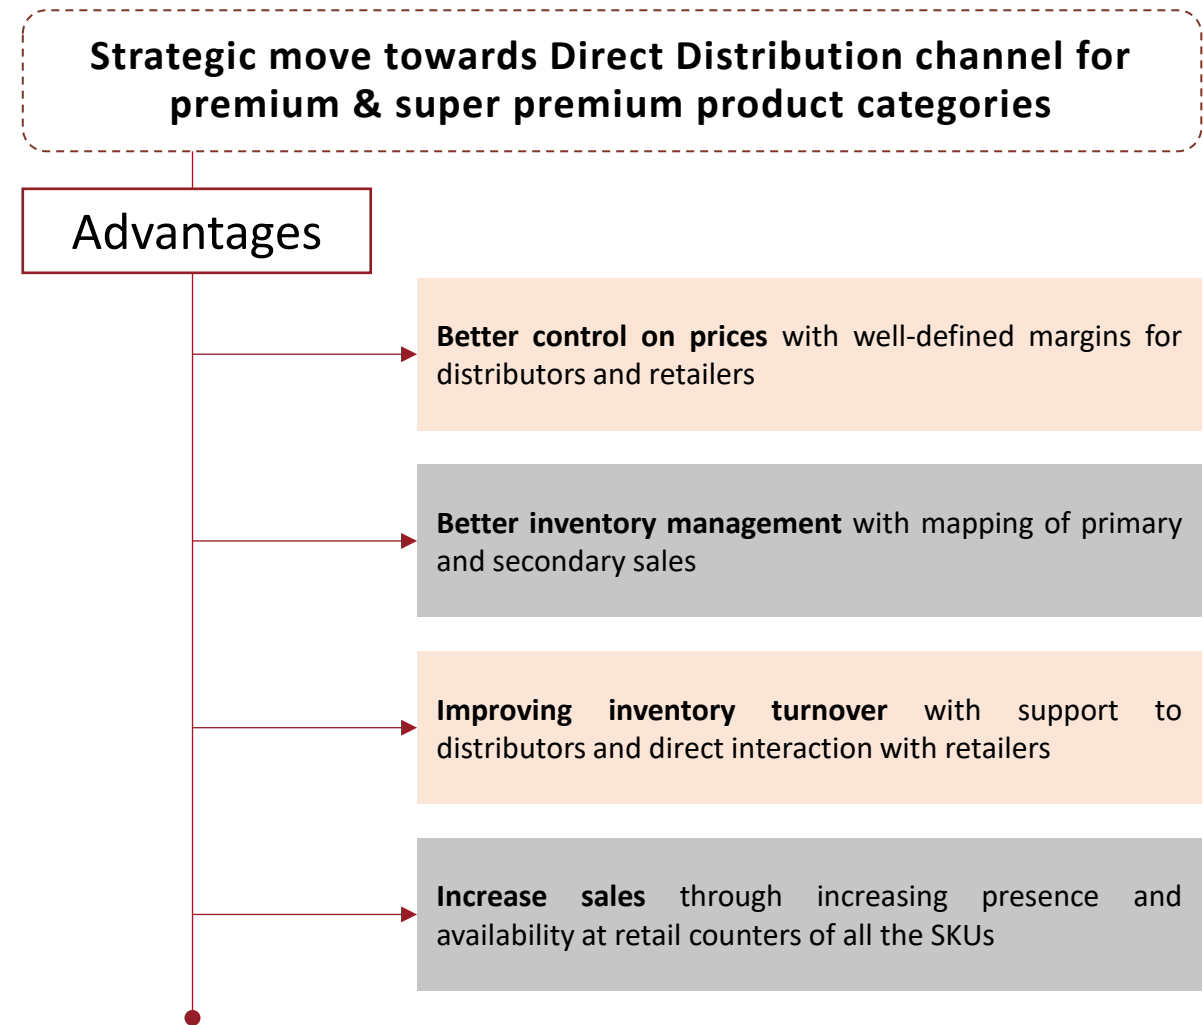 Strategic move towards Direct Distribution channel for
premium & super premium product categories
Advantages
Better control on prices with well-defined margins for
distributors and retailers
Better inventory management with mapping of primary
and secondary sales
Improving inventory turnover with support to
distributors and direct interaction with retailers
Increase sales through increasing presence and
availability at retail counters of all the SKUs